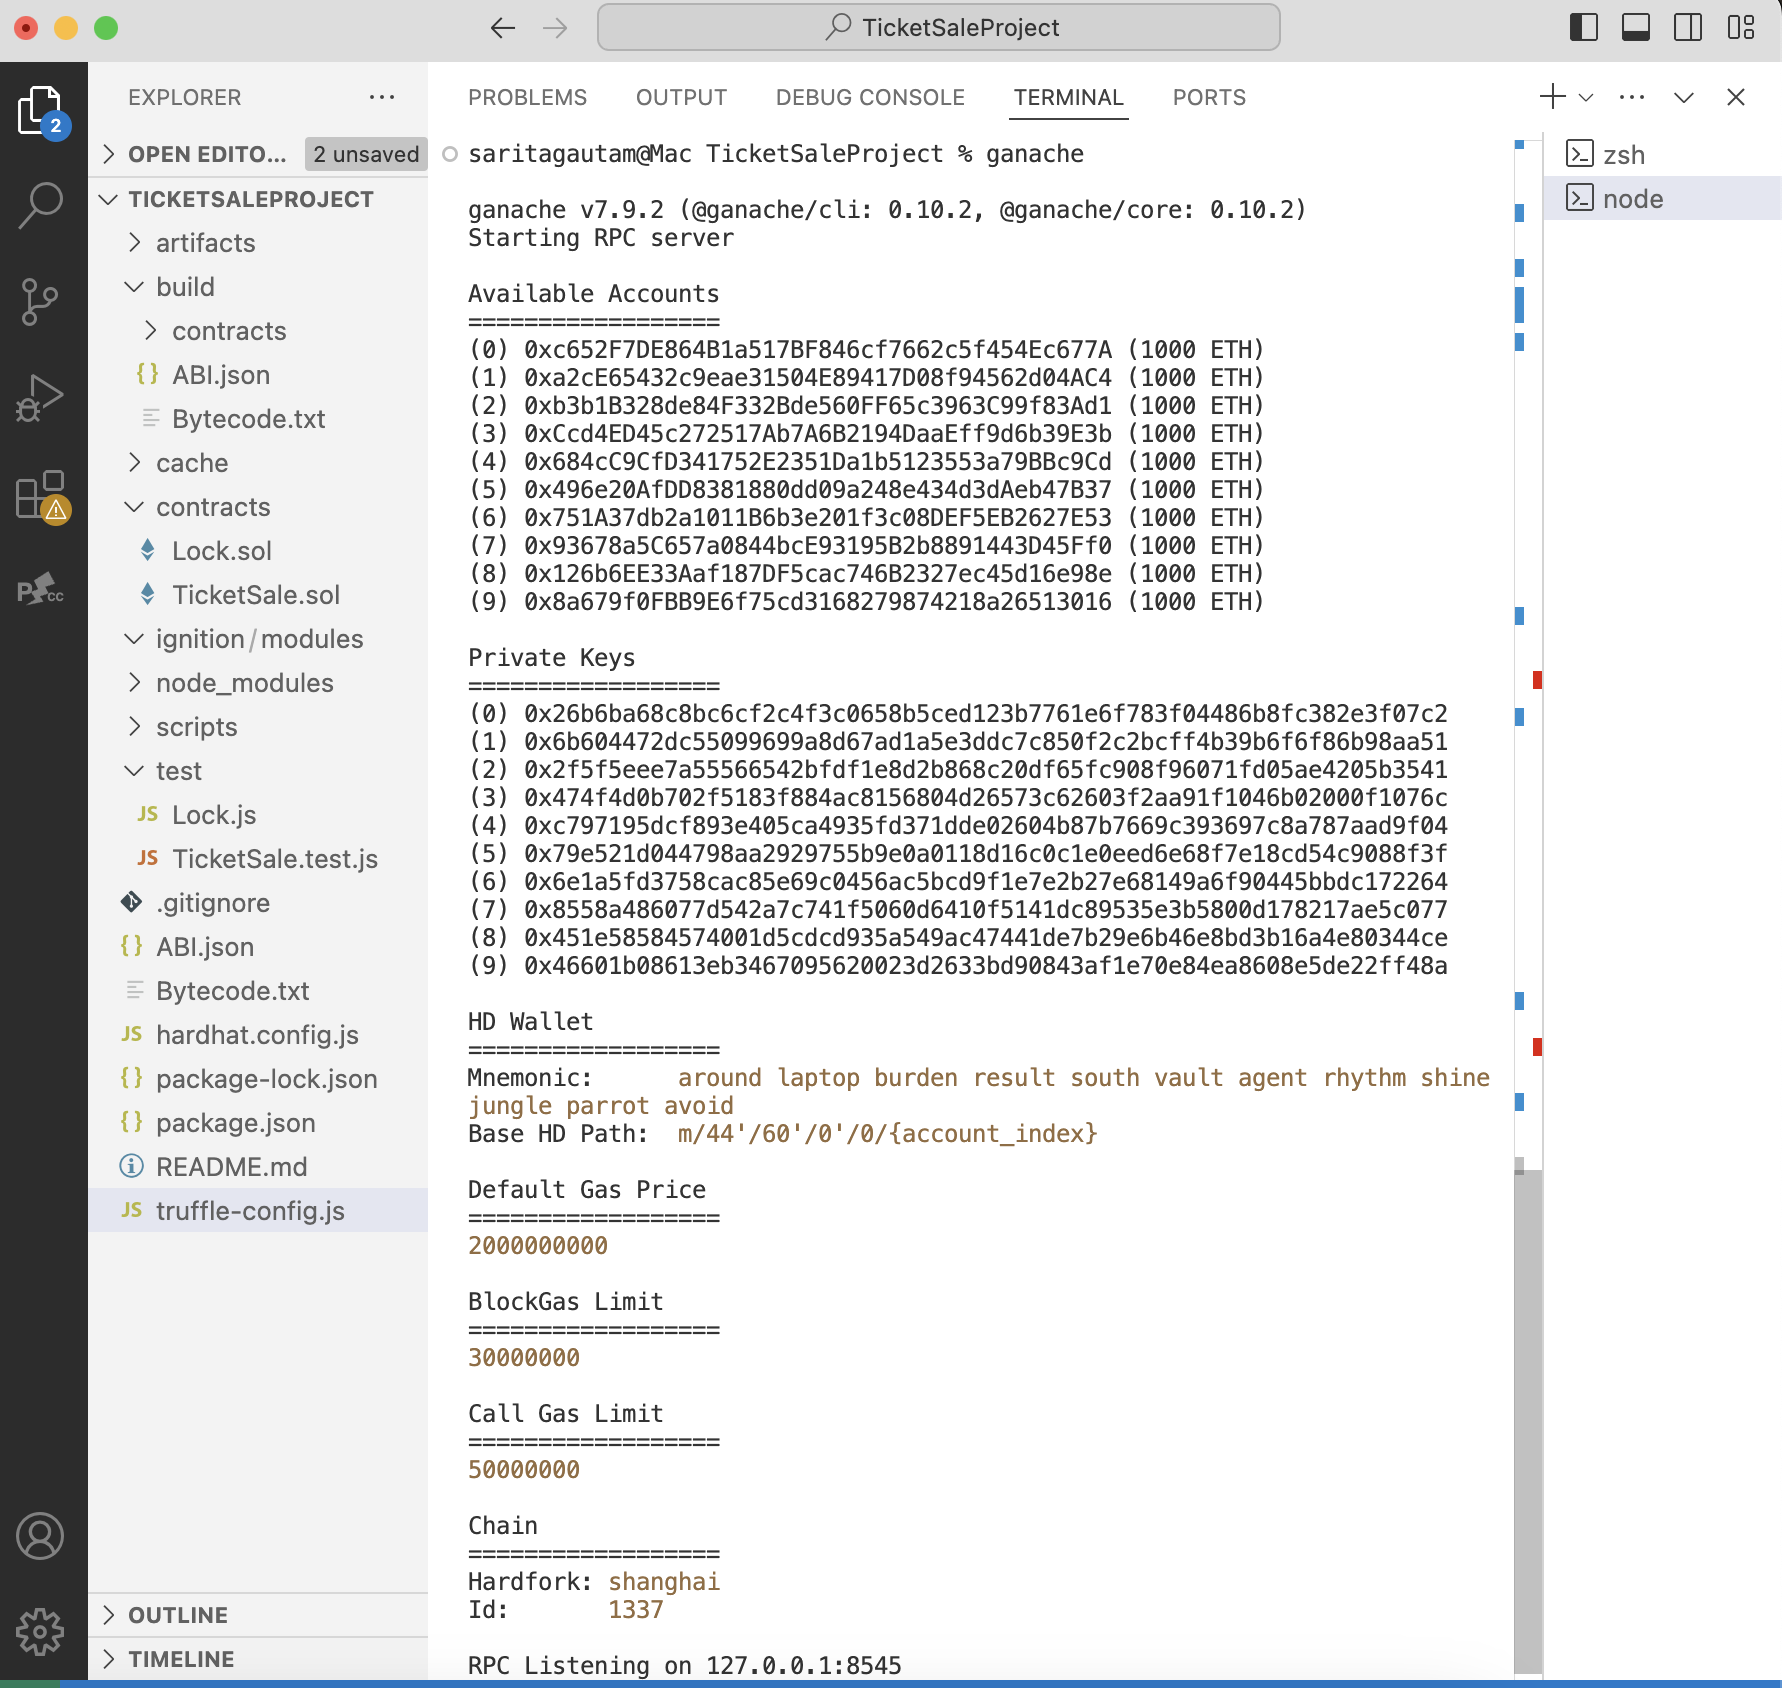 TicketSaleProject
EXPLORER
2
OPEN EDITO... 2 unsaved
TICKETSALEPROJECT
artifacts
build
contracts
{} ABI.json
Bytecode.txt
cache
contracts
Lock.sol
TicketSale.sol
ignition/modules
node_modules
scripts
test
JS Lock.js
JS TicketSale.test.js
.gitignore
{} ABI.json
Bytecode.txt
JS hardhat.config.js
{} package-lock.json
{} package.json
README.md
JS truffle-config.js
OUTLINE
TIMELINE
PROBLEMS OUTPUT DEBUG CONSOLE TERMINAL PORTS
saritagautam@Mac TicketSaleProject % ganache
ganache v7.9.2 (@ganache/cli: 0.10.2, @ganache/core: 0.10.2)
Starting RPC server
Available Accounts
==================
(0) 0xc652F7DE864B1a517BF846cf7662c5f454Ec677A (1000 ETH)
(1) 0xa2cE65432c9eae31504E89417D08f94562d04AC4 (1000 ETH)
(2) 0xb3b1B328de84F332Bde560FF65c3963C99f83Ad1 (1000 ETH)
(3) 0xCcd4ED45c272517Ab7A6B2194DaaEff9d6b39E3b (1000 ETH)
(4) 0x684cC9CfD341752E2351Da1b5123553a79BBc9Cd (1000 ETH)
(5) 0x496e20AfDD8381880dd09a248e434d3dAeb47B37 (1000 ETH)
(6) 0x751A37db2a1011B6b3e201f3c08DEF5EB2627E53 (1000 ETH)
(7) 0x93678a5C657a0844bcE93195B2b8891443D45Ff0 (1000 ETH)
(8) 0x126b6EE33Aaf187DF5cac746B2327ec45d16e98e (1000 ETH)
(9) 0x8a679f0FBB9E6f75cd3168279874218a26513016 (1000 ETH)
Private Keys
==================
(0) 0x26b6ba68c8bc6cf2c4f3c0658b5ced123b7761e6f783f04486b8fc382e3f07c2
(1) 0x6b604472dc55099699a8d67ad1a5e3ddc7c850f2c2bcff4b39b6f6f86b98aa51
(2) 0x2f5f5eee7a55566542bfdf1e8d2b868c20df65fc908f96071fd05ae4205b3541
(3) 0x474f4d0b702f5183f884ac8156804d26573c62603f2aa91f1046b02000f1076c
(4) 0xc797195dcf893e405ca4935fd371dde02604b87b7669c393697c8a787aad9f04
(5) 0x79e521d044798aa2929755b9e0a0118d16c0c1e0eed6e68f7e18cd54c9088f3f
(6) 0x6e1a5fd3758cac85e69c0456ac5bcd9f1e7e2b27e68149a6f90445bbdc172264
(7) 0x8558a486077d542a7c741f5060d6410f5141dc89535e3b5800d178217ae5c077
(8) 0x451e58584574001d5cdcd935a549ac47441de7b29e6b46e8bd3b16a4e80344ce
(9) 0x46601b08613eb3467095620023d2633bd90843af1e70e84ea8608e5de22ff48a
HD Wallet
==================
Mnemonic: around laptop burden result south vault agent rhythm shine
jungle parrot avoid
Base HD Path: m/44'/60'/0'/0/{account_index}
Default Gas Price
==================
2000000000
BlockGas Limit
==================
30000000
Call Gas Limit
==================
50000000
Chain
==================
Hardfork: shanghai
Id: 1337
RPC Listening on 127.0.0.1:8545
zsh
node